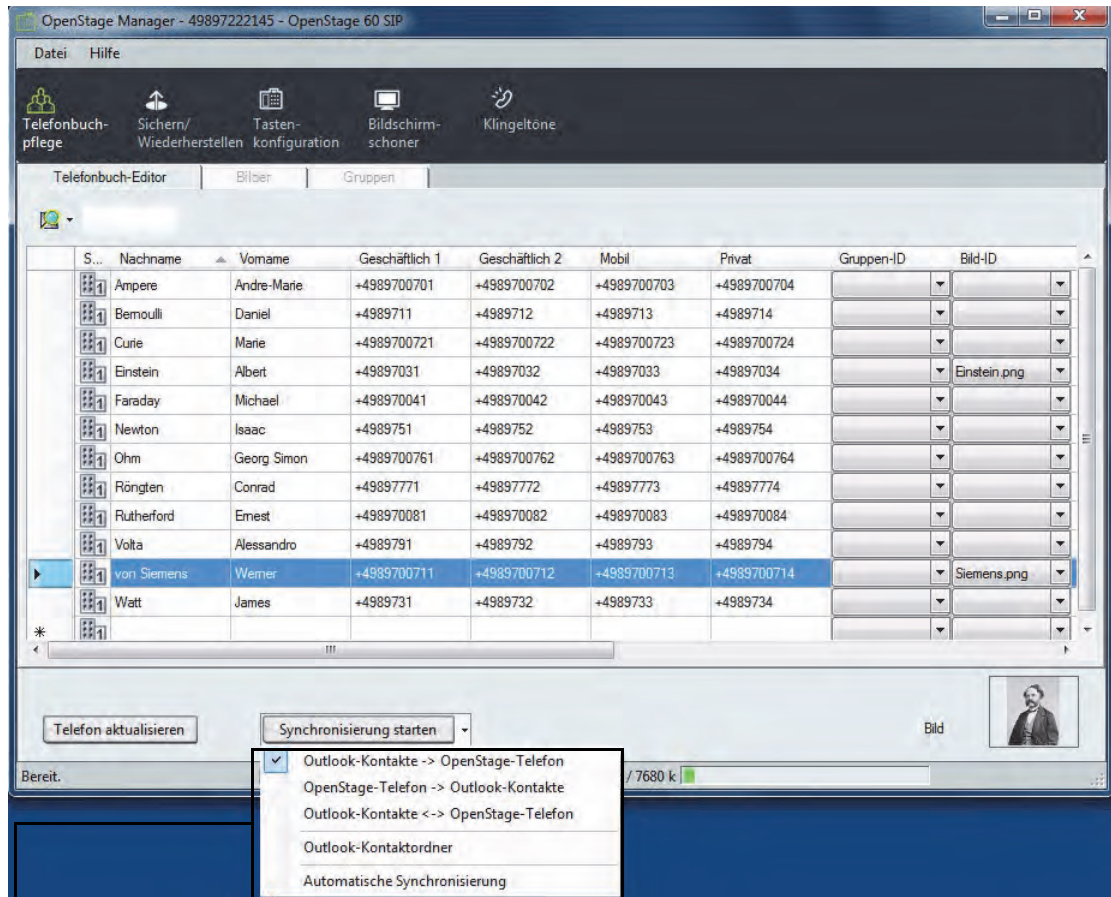 OpenStage Manager - 49897222145 - OpenStage 60 SIP
Datei Hilfe
Telefonbuch-
pflege
Sichern/
Wiederherstellen
Tasten-
konfiguration
Bildschirm-
schoner
Klingeltöne
Telefonbuch-Editor Bilder Gruppen
S... Nachname Vorname Geschäftlich 1 Geschäftlich 2 Mobil Privat Gruppen-ID Bild-ID
Ampere Andre-Marie +4989700701 +4989700702 +4989700703 +4989700704
Bernoulli Daniel +4989711 +4989712 +4989713 +4989714
Curie Marie +4989700721 +4989700722 +4989700723 +4989700724
Einstein Albert +49897031 +49897032 +49897033 +49897034 Einstein.png
Faraday Michael +498970041 +498970042 +498970043 +498970044
Newton Isaac +4989751 +4989752 +4989753 +4989754
Ohm Georg Simon +4989700761 +4989700762 +4989700763 +4989700764
Röngten Conrad +49897771 +49897772 +49897773 +49897774
Rutherford Ernest +498970081 +498970082 +498970083 +498970084
Volta Alessandro +4989791 +4989792 +4989793 +4989794
von Siemens Werner +4989700711 +4989700712 +4989700713 +4989700714 Siemens.png
Watt James +4989731 +4989732 +4989733 +4989734
Telefon aktualisieren Synchronisierung starten Bild
Bereit. / 7680 k
Outlook-Kontakte -> OpenStage-Telefon
OpenStage-Telefon -> Outlook-Kontakte
Outlook-Kontakte <-> OpenStage-Telefon
Outlook-Kontaktordner
Automatische Synchronisierung